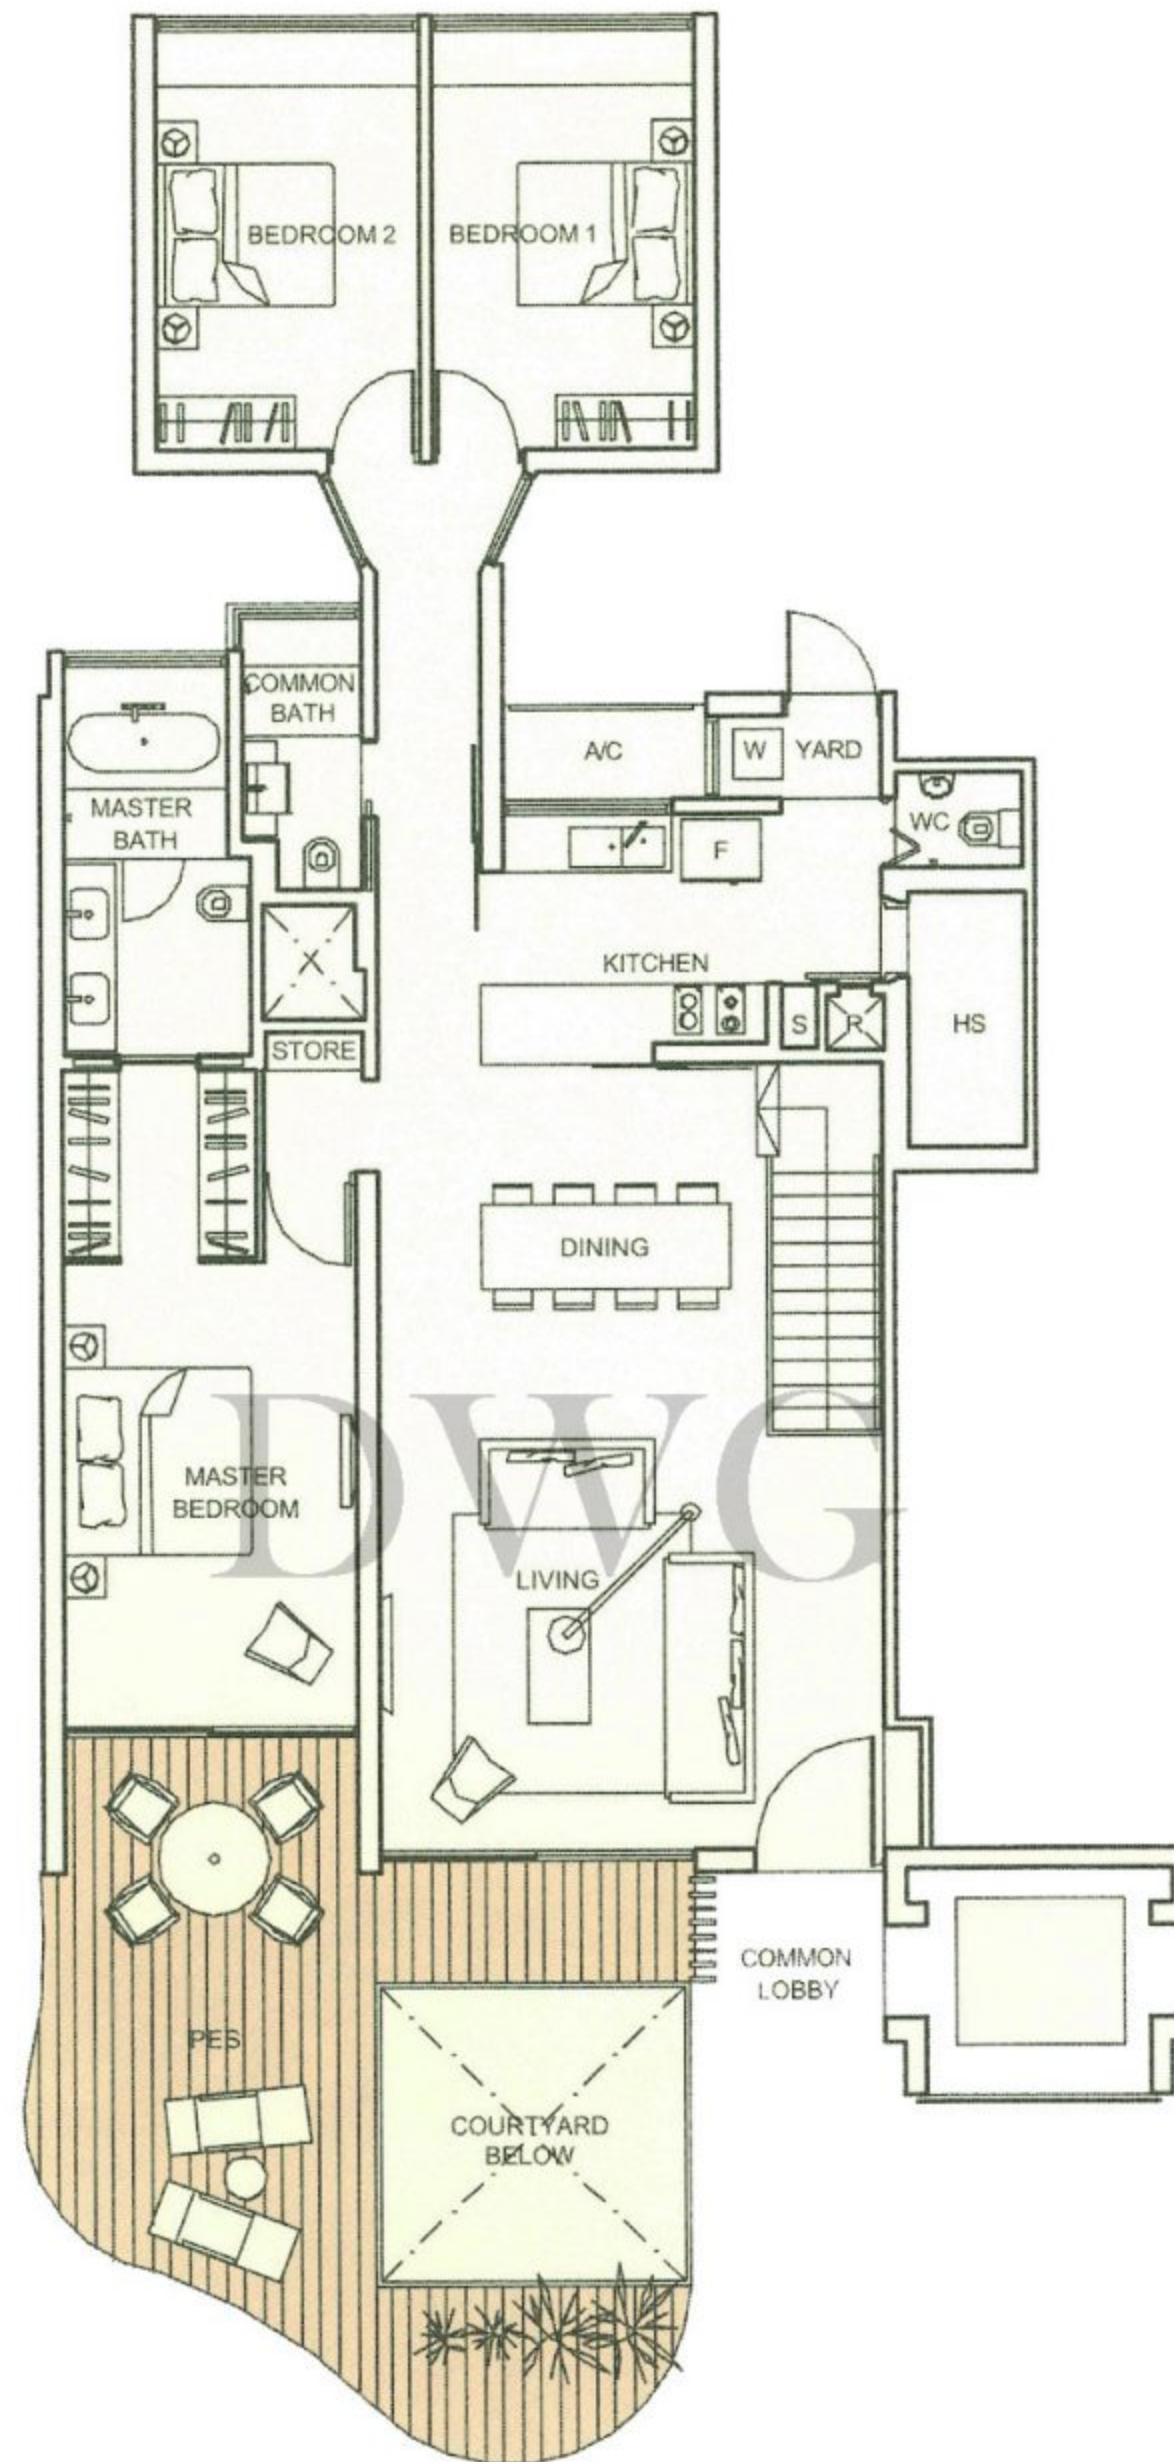 BEDROOM 2
BEDROOM 1
COMMON
BATH
A/C
W
YARD
MASTER
BATH
WC
F
KITCHEN
X
S
R
HS
STORE
DINING
DWG
MASTER
BEDROOM
LIVING
COMMON
LOBBY
PES
COURTYARD
BELOW